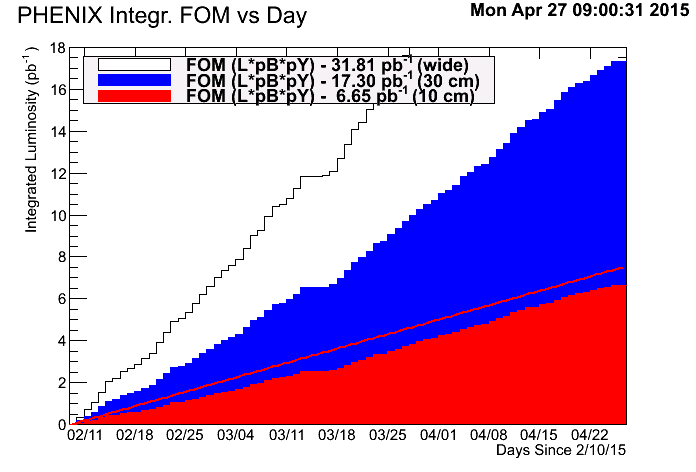 PHENIX Integr. FOM vs Day
Mon Apr 27 09:00:31 2015
Integrated Luminosity (pb⁻¹)
FOM (L*pB*pY) - 31.81 pb⁻¹ (wide)
FOM (L*pB*pY) - 17.30 pb⁻¹ (30 cm)
FOM (L*pB*pY) - 6.65 pb⁻¹ (10 cm)
18
16
14
12
10
8
6
4
2
0
02/11 02/18 02/25 03/04 03/11 03/18 03/25 04/01 04/08 04/15 04/22
Days Since 2/10/15